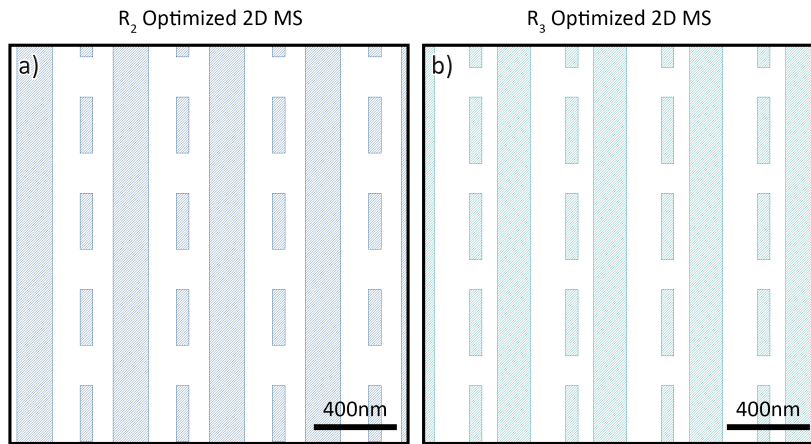 R₂ Optimized 2D MS
R₃ Optimized 2D MS
a)
b)
400nm
400nm